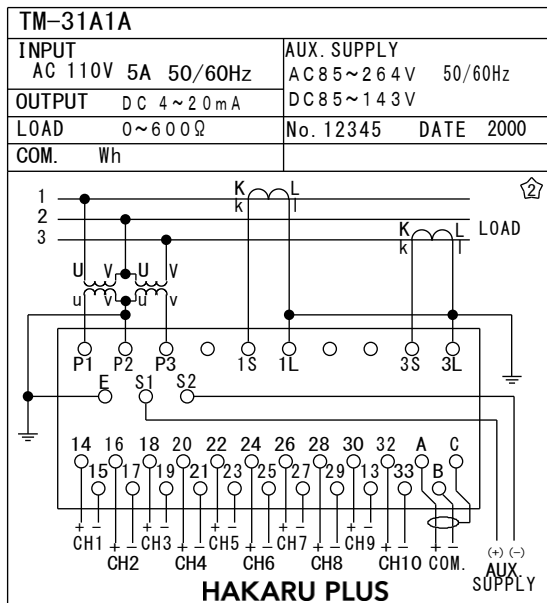 TM-31A1A
INPUT
AC 110V 5A 50/60Hz
AUX. SUPPLY
AC85~264V 50/60Hz
DC85~143V
OUTPUT DC 4~20mA
LOAD 0~600Ω
No. 12345 DATE 2000
COM. Wh
2
1 K L
k l
2
3 K L LOAD
k l
U V U V
u v u v
P1 P2 P3 1S 1L 3S 3L
E S1 S2
14 16 18 20 22 24 26 28 30 32 A C
15 17 19 21 23 25 27 29 13 33 B
+ - + - + - + - + -
CH1 CH3 CH5 CH7 CH9
+ - + - + - + - + - + -
CH2 CH4 CH6 CH8 CH10 COM.
(+) (-)
AUX.
SUPPLY
HAKARU PLUS